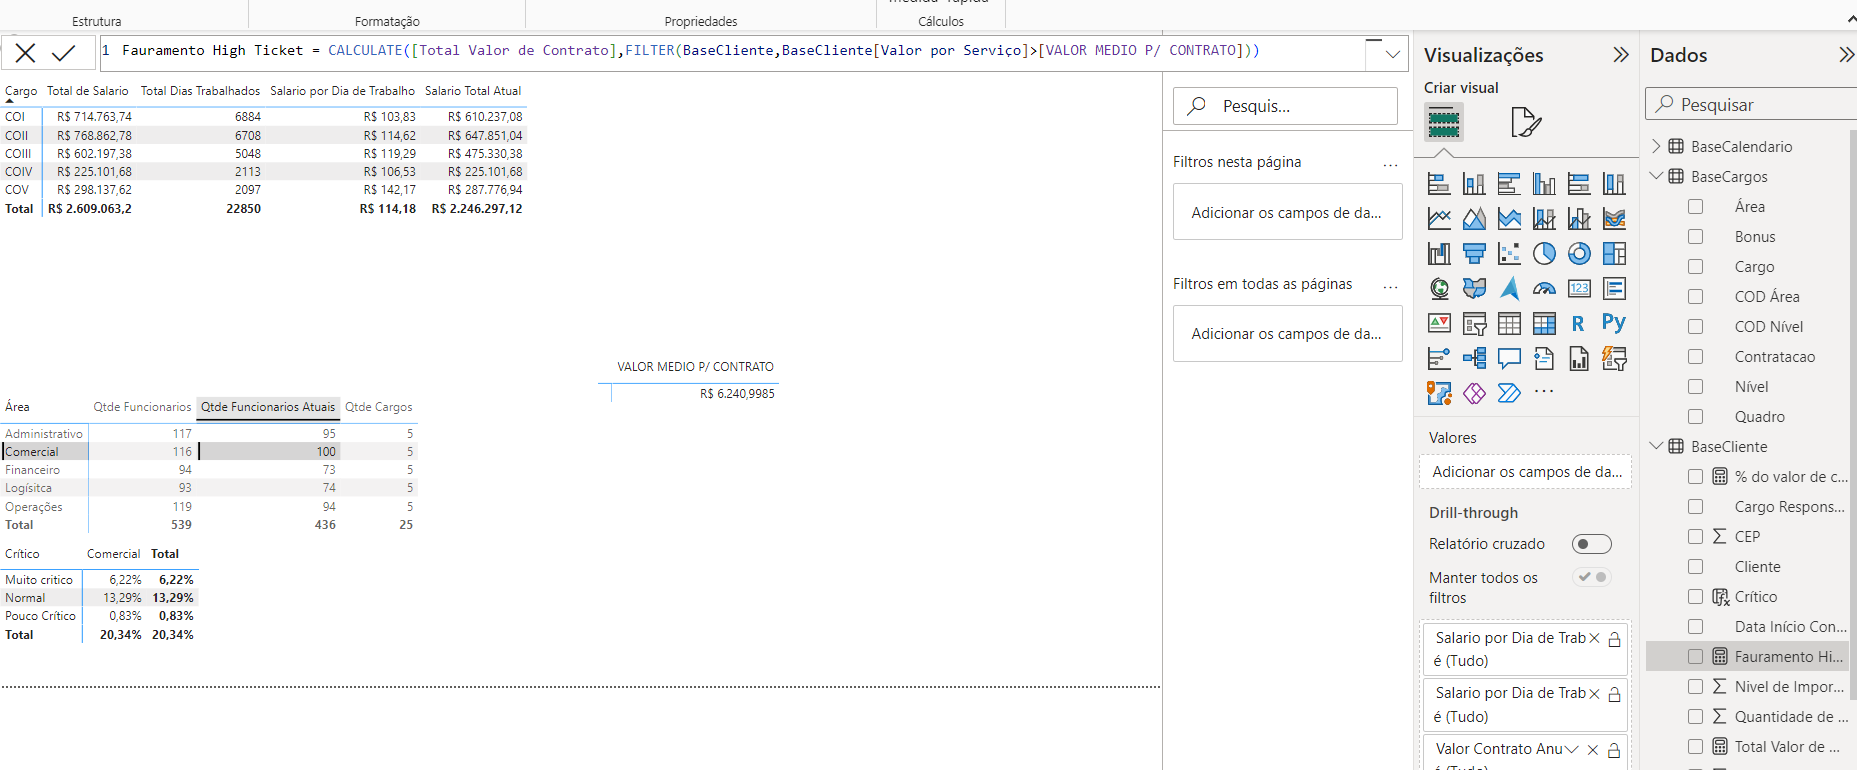 Estrutura
Formatação
Propriedades
Cálculos
1 Fauramento High Ticket = CALCULATE([Total Valor de Contrato],FILTER(BaseCliente,BaseCliente[Valor por Serviço]>[VALOR MEDIO P/ CONTRATO]))
Cargo Total de Salario Total Dias Trabalhados Salario por Dia de Trabalho Salario Total Atual
COI R$ 714.763,74 6884 R$ 103,83 R$ 610.237,08
COII R$ 768.862,78 6708 R$ 114,62 R$ 647.851,04
COIII R$ 602.197,38 5048 R$ 119,29 R$ 475.330,38
COIV R$ 225.101,68 2113 R$ 106,53 R$ 225.101,68
COV R$ 298.137,62 2097 R$ 142,17 R$ 287.776,94
Total R$ 2.609.063,2 22850 R$ 114,18 R$ 2.246.297,12
VALOR MEDIO P/ CONTRATO
R$ 6.240,9985
Área Qtde Funcionarios Qtde Funcionarios Atuais Qtde Cargos
Administrativo 117 95 5
Comercial 116 100 5
Financeiro 94 73 5
Logísitca 93 74 5
Operações 119 94 5
Total 539 436 25
Crítico Comercial Total
Muito critico 6,22% 6,22%
Normal 13,29% 13,29%
Pouco Crítico 0,83% 0,83%
Total 20,34% 20,34%
Pesquis...
Filtros nesta página ...
Adicionar os campos de da...
Filtros em todas as páginas ...
Adicionar os campos de da...
Visualizações
Criar visual
123
R
Py
...
Valores
Adicionar os campos de da...
Drill-through
Relatório cruzado
Manter todos os
filtros
Salario por Dia de Trab
é (Tudo)
Salario por Dia de Trab
é (Tudo)
Valor Contrato Anu
Dados
Pesquisar
BaseCalendario
BaseCargos
Área
Bonus
Cargo
COD Área
COD Nível
Contratacao
Nível
Quadro
BaseCliente
% do valor de c...
Cargo Respons...
CEP
Cliente
Crítico
Data Início Con...
Fauramento Hi...
Nivel de Impor...
Quantidade de ...
Total Valor de ...